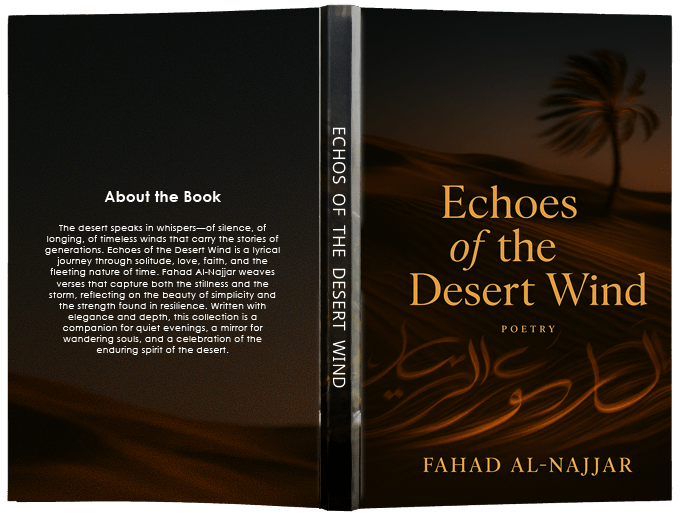 About the Book
The desert speaks in whispers—of silence, of
longing, of timeless winds that carry the stories of
generations. Echoes of the Desert Wind is a lyrical
journey through solitude, love, faith, and the
fleeting nature of time. Fahad Al-Najjar weaves
verses that capture both the stillness and the
storm, reflecting on the beauty of simplicity and
the strength found in resilience. Written with
elegance and depth, this collection is a
companion for quiet evenings, a mirror for
wandering souls, and a celebration of the
enduring spirit of the desert.
ECHOS OF THE DESERT WIND
Echoes
of the
Desert Wind
POETRY
FAHAD AL-NAJJAR